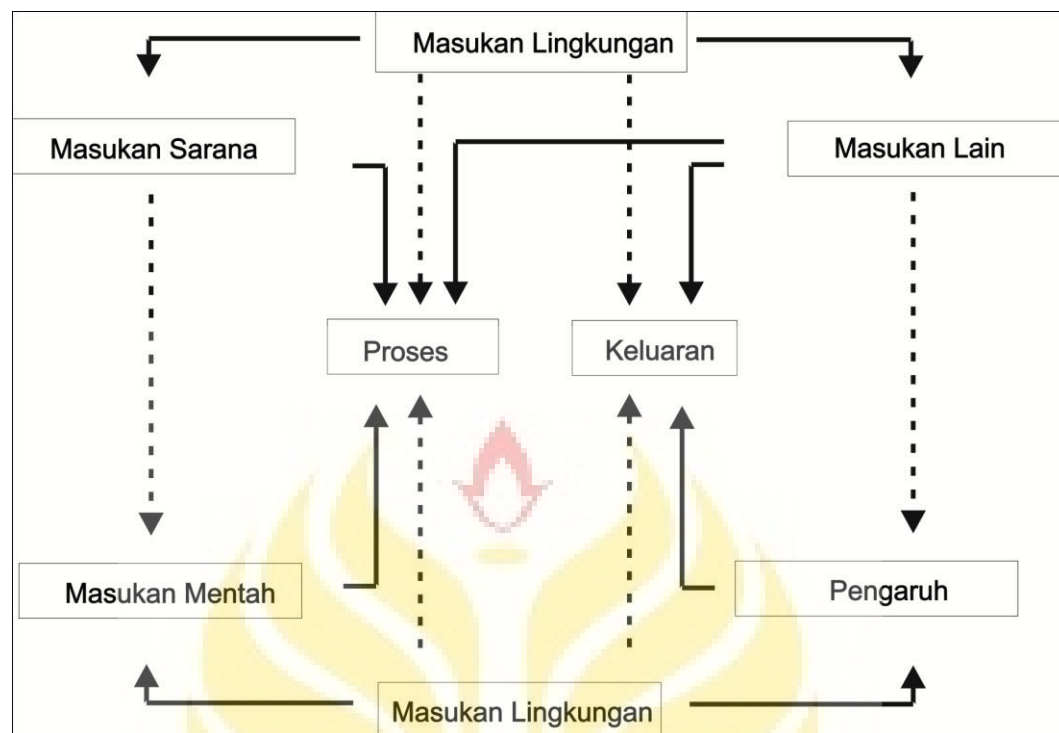 Masukan Lingkungan
Masukan Sarana
Masukan Lain
Proses
Keluaran
Masukan Mentah
Pengaruh
Masukan Lingkungan